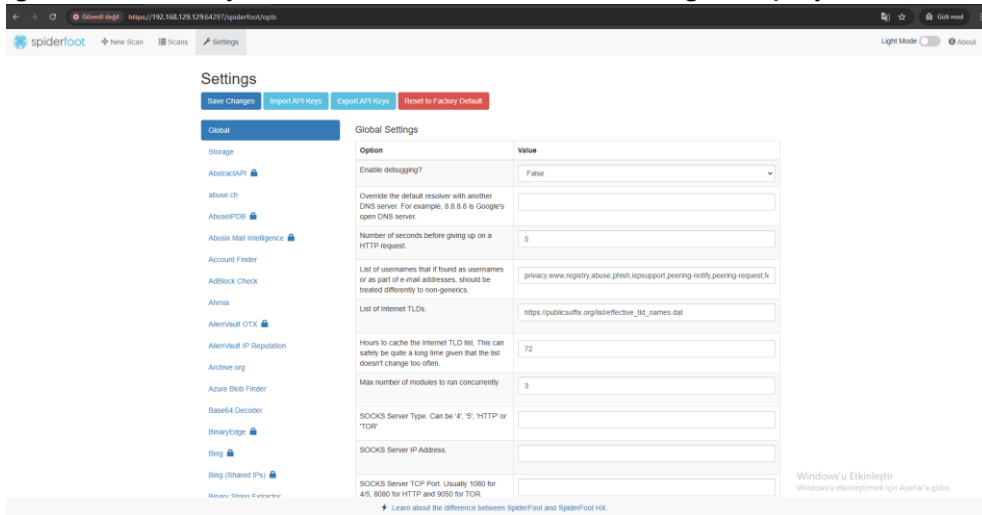 Güvenli değil https://192.168.129.129:64297/spiderfoot/opts Gizli mod
spiderfoot New Scan Scans Settings Light Mode About
Settings
Save Changes Import API Keys Export API Keys Reset to Factory Default
Global
Storage
AbstractAPI
abuse.ch
AbuseIPDB
Abusix Mail Intelligence
Account Finder
AdBlock Check
Ahmia
AlienVault OTX
AlienVault IP Reputation
Archive.org
Azure Blob Finder
Base64 Decoder
BinaryEdge
Bing
Bing (Shared IPs)
Binary String Extractor
Global Settings
Option Value
Enable debugging? False
Override the default resolver with another
DNS server. For example, 8.8.8.8 is Google's
open DNS server.
Number of seconds before giving up on a 5
HTTP request.
List of usernames that if found as usernames
or as part of e-mail addresses, should be privacy,www,registry,abuse,phish,ispsupport,peering-notify,peering-request,
treated differently to non-generics.
List of Internet TLDs. https://publicsuffix.org/list/effective_tld_names.dat
Hours to cache the Internet TLD list. This can
safely be quite a long time given that the list 72
doesn't change too often.
Max number of modules to run concurrently 3
SOCKS Server Type. Can be '4', '5', 'HTTP' or
'TOR'
SOCKS Server IP Address.
SOCKS Server TCP Port. Usually 1080 for
4/5, 8080 for HTTP and 9050 for TOR.
Windows'u Etkinleştir
Windows'u etkinleştirmek için Ayarlar'a gidin.
Learn about the difference between SpiderFoot and SpiderFoot HX.